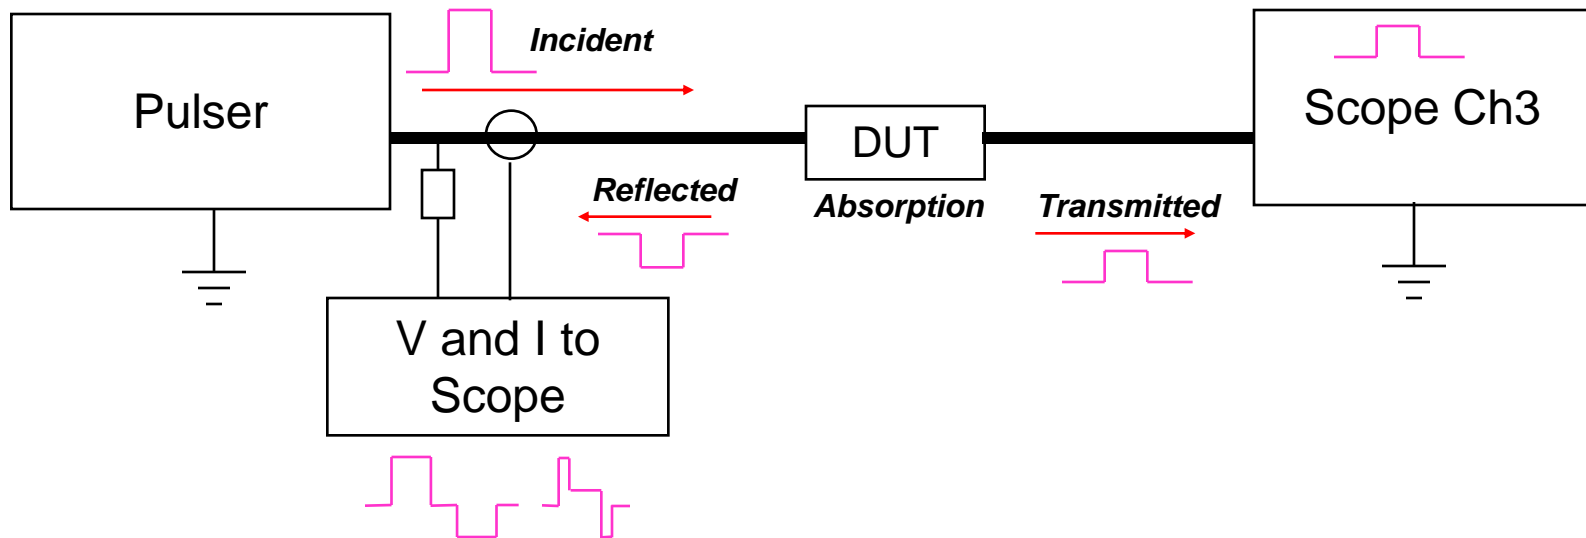 Incident
Pulser
Scope Ch3
DUT
Reflected
Absorption
Transmitted
V and I to
Scope